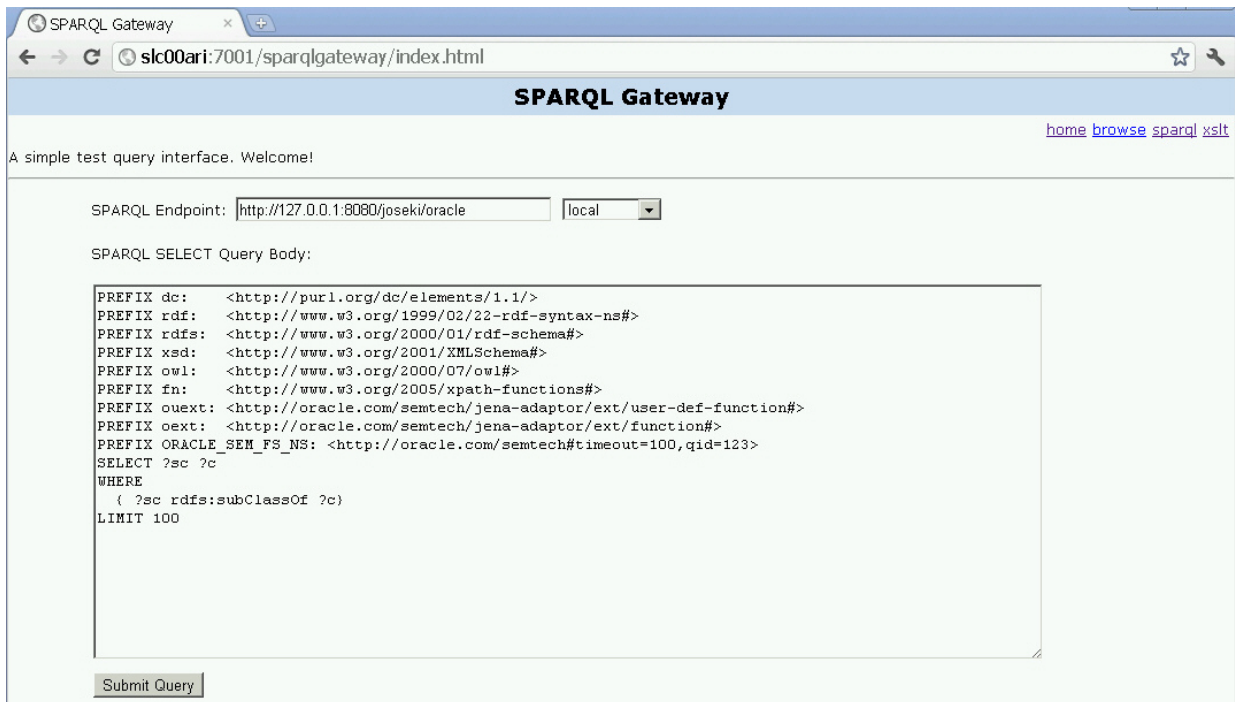 SPARQL Gateway
slc00ari:7001/sparqlgateway/index.html
SPARQL Gateway
home browse sparql xslt
A simple test query interface. Welcome!
SPARQL Endpoint: http://127.0.0.1:8080/joseki/oracle local
SPARQL SELECT Query Body:
PREFIX dc: <http://purl.org/dc/elements/1.1/>
PREFIX rdf: <http://www.w3.org/1999/02/22-rdf-syntax-ns#>
PREFIX rdfs: <http://www.w3.org/2000/01/rdf-schema#>
PREFIX xsd: <http://www.w3.org/2001/XMLSchema#>
PREFIX owl: <http://www.w3.org/2000/07/owl#>
PREFIX fn: <http://www.w3.org/2005/xpath-functions#>
PREFIX ouext: <http://oracle.com/semtech/jena-adaptor/ext/user-def-function#>
PREFIX oext: <http://oracle.com/semtech/jena-adaptor/ext/function#>
PREFIX ORACLE_SEM_FS_NS: <http://oracle.com/semtech#timeout=100,qid=123>
SELECT ?sc ?c
WHERE
{ ?sc rdfs:subClassOf ?c}
LIMIT 100
Submit Query